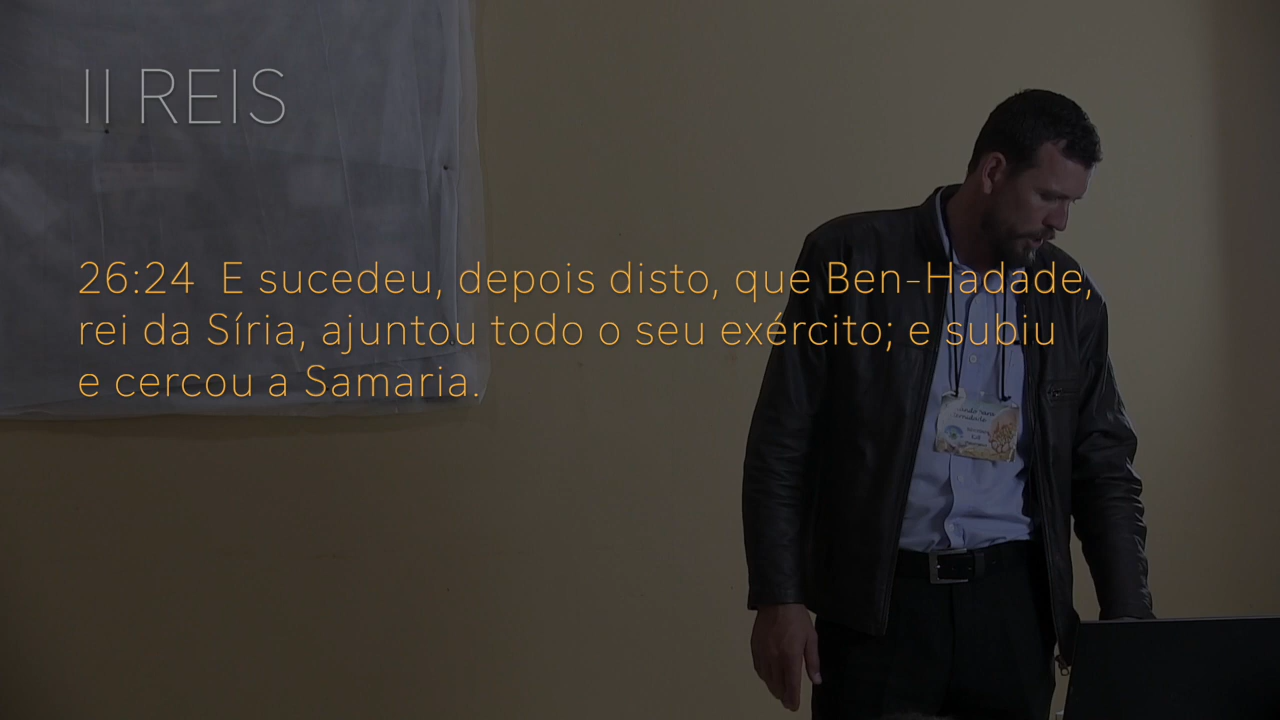 II REIS
26:24 E sucedeu, depois disto, que Ben-Hadade,
rei da Síria, ajuntou todo o seu exército; e subiu
e cercou a Samaria.